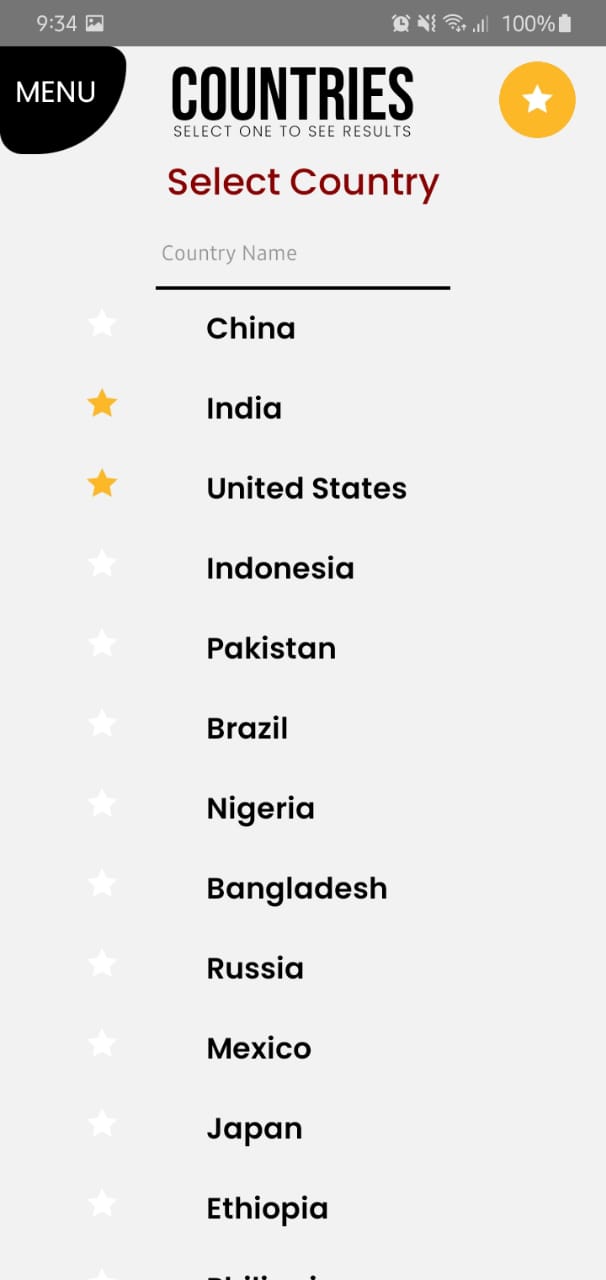 9:34 100%
MENU
COUNTRIES
SELECT ONE TO SEE RESULTS
Select Country
Country Name
China
India
United States
Indonesia
Pakistan
Brazil
Nigeria
Bangladesh
Russia
Mexico
Japan
Ethiopia